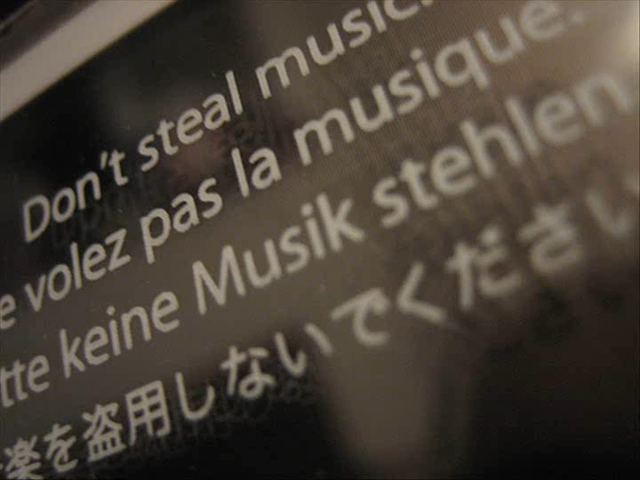 Don't steal music.
e volez pas la musique.
tte keine Musik stehlen
楽を盗用しないでください